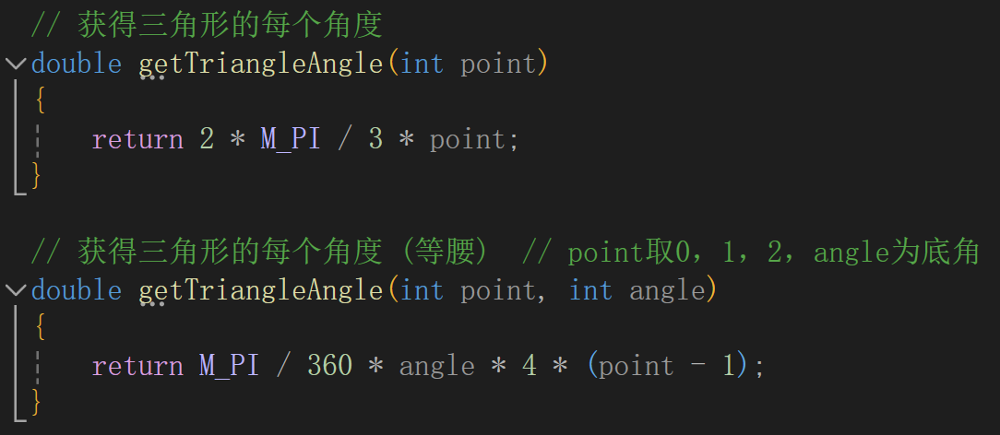 // 获得三角形的每个角度
double getTriangleAngle(int point)
{
return 2 * M_PI / 3 * point;
}
// 获得三角形的每个角度（等腰） // point取0，1，2，angle为底角
double getTriangleAngle(int point, int angle)
{
return M_PI / 360 * angle * 4 * (point - 1);
}